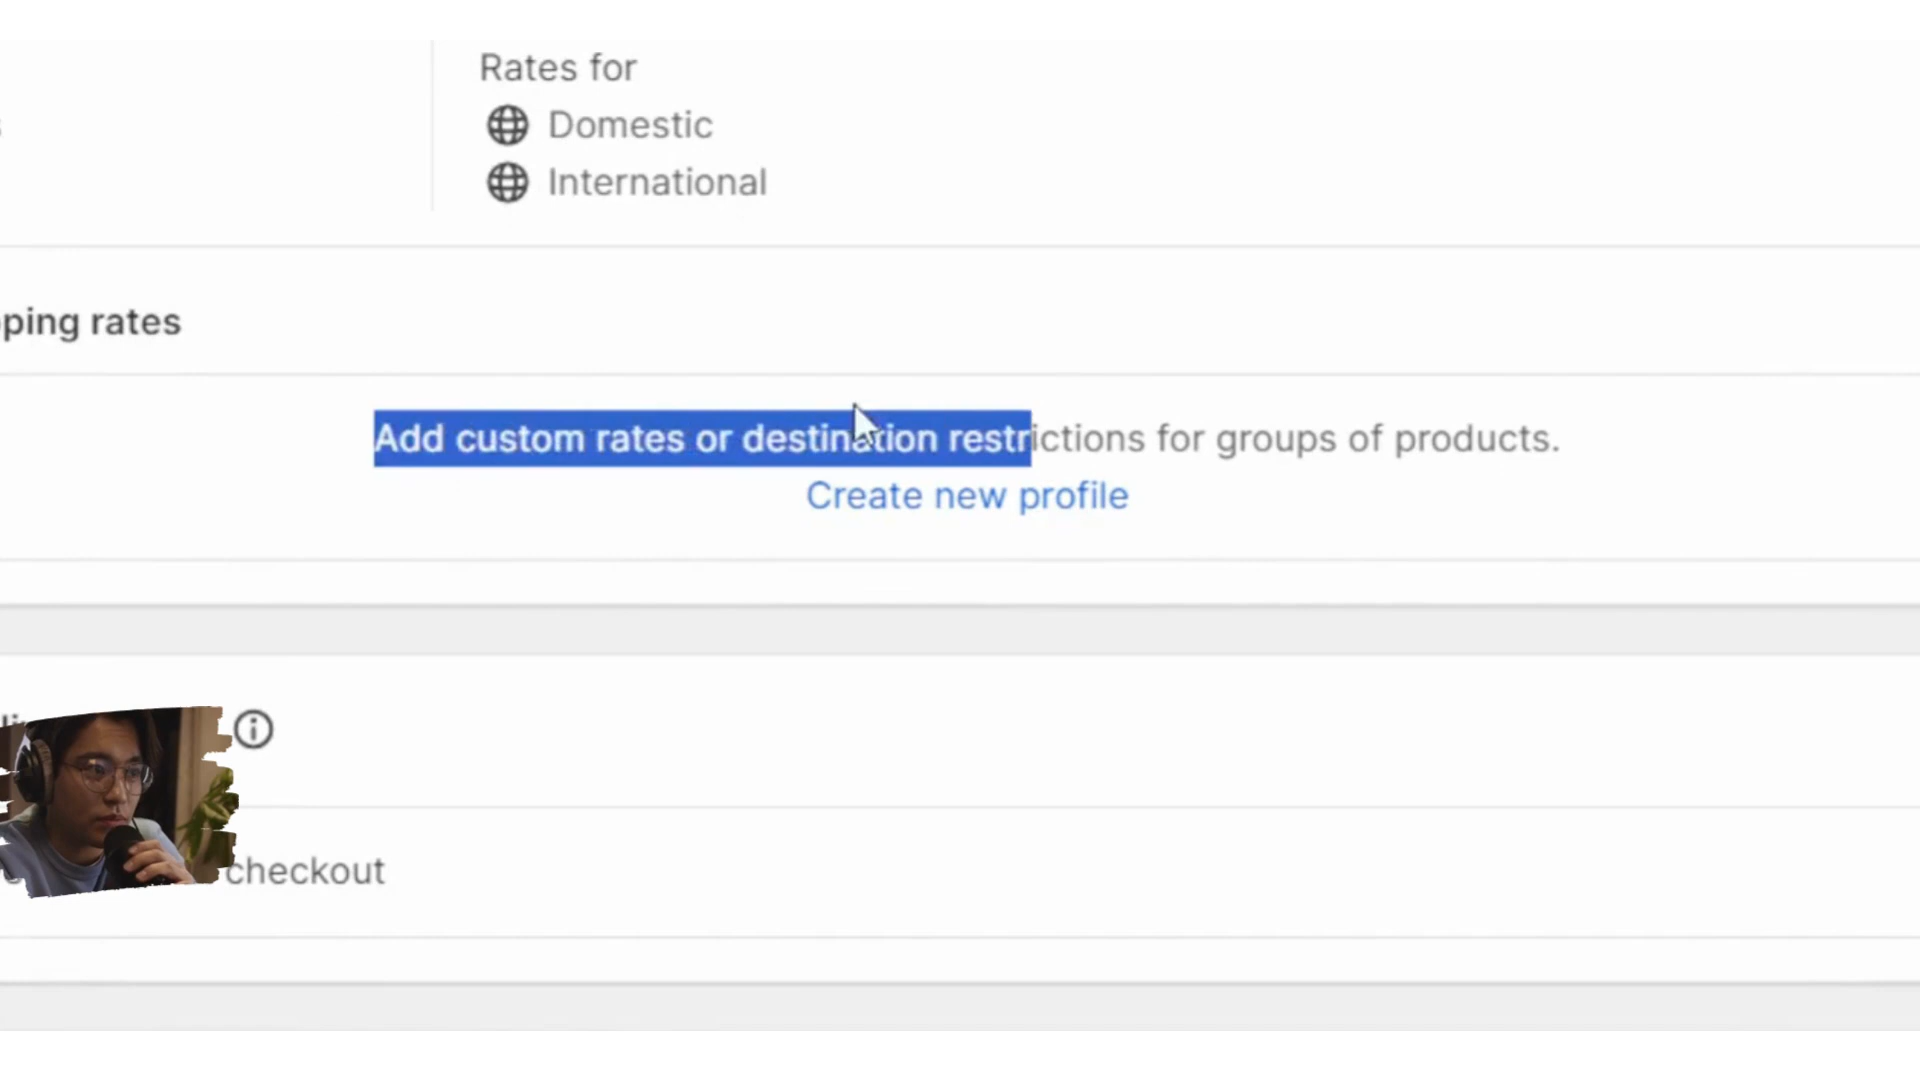 Rates for
Domestic
International
pping rates
Add custom rates or destination restrictions for groups of products.
Create new profile
checkout